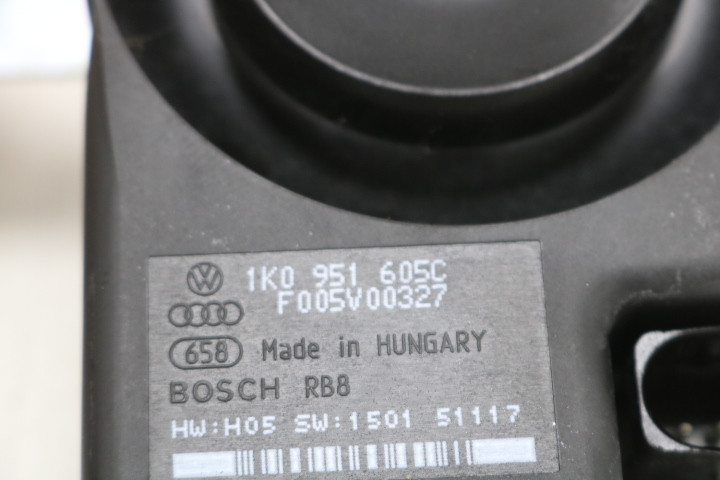 1K0 951 605C
F005V00327
658 Made in HUNGARY
BOSCH RB8
HW:H05 SW:1501 51117